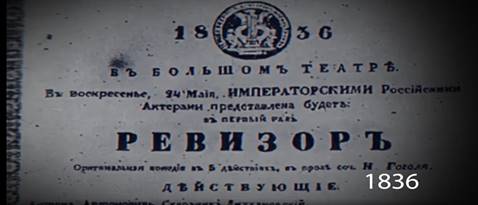 18 36
ВЪ БОЛЬШОМЪ ТЕАТРѢ.
Въ воскресенье, 24 Маія, ИМПЕРАТОРСКИМИ Россійскими
Актерами представлена будетъ:
ВЪ ПЕРВЫЙ РАЗЪ
РЕВИЗОРЪ
Оригинальная комедія въ 5 дѣйствіяхъ, въ прозѣ соч. Н. Гоголя.
ДѢЙСТВУЮЩІЕ.
1836